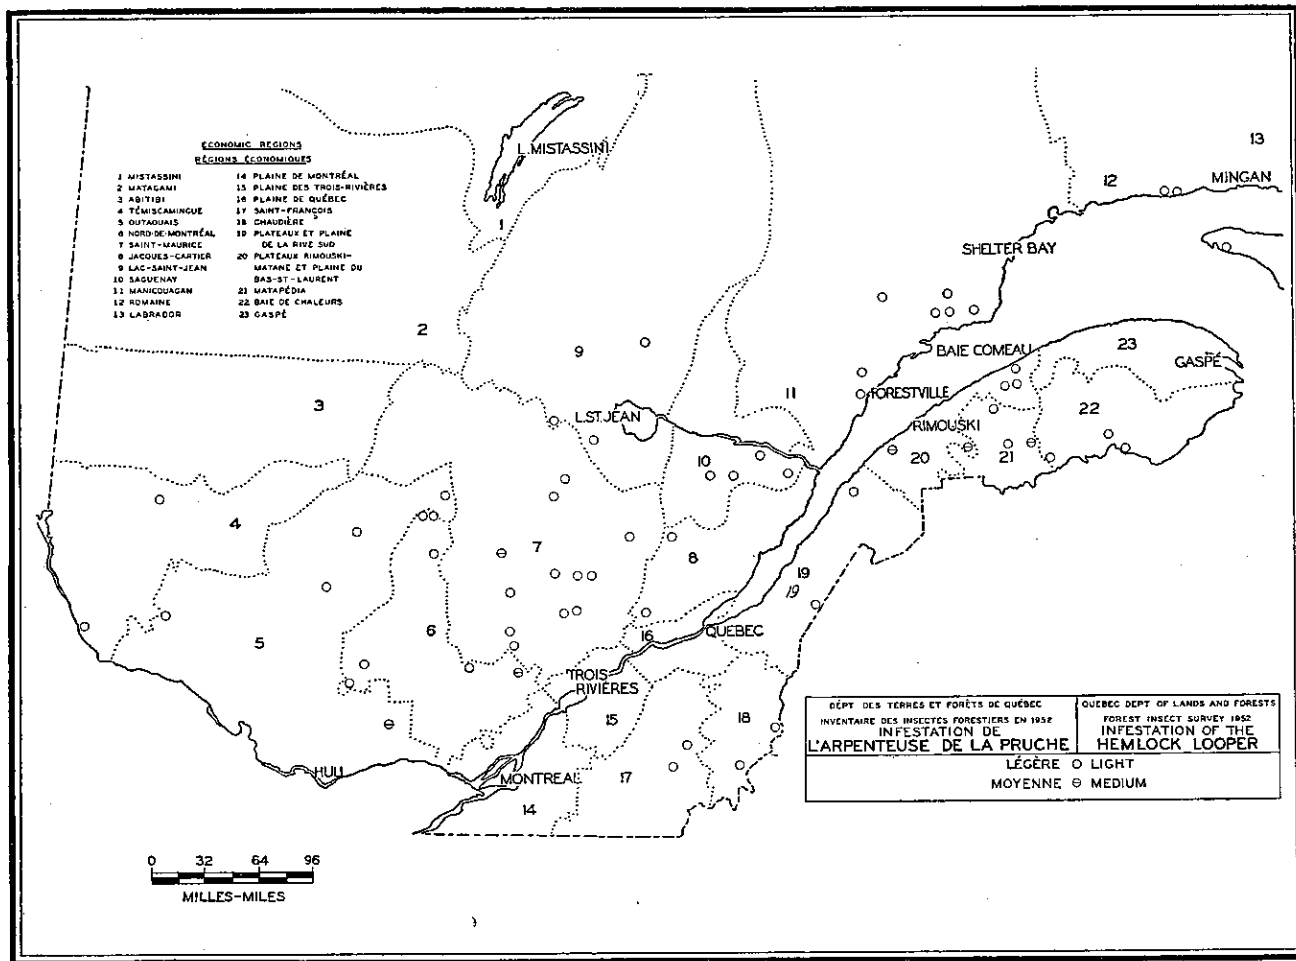 ECONOMIC REGIONS
RÉGIONS ÉCONOMIQUES
1 MISTASSINI
2 MATAGAMI
3 ABITIBI
4 TÉMISCAMINGUE
5 OUTAOUAIS
6 NORD-DE-MONTRÉAL
7 SAINT-MAURICE
8 JACQUES-CARTIER
9 LAC-SAINT-JEAN
10 SAGUENAY
11 MANICOUAGAN
12 ROMAINE
13 LABRADOR
14 PLAINE DE MONTRÉAL
15 PLAINE DES TROIS-RIVIÈRES
16 PLAINE DE QUÉBEC
17 SAINT-FRANÇOIS
18 CHAUDIÈRE
19 PLATEAUX ET PLAINE
DE LA RIVE SUD
20 PLATEAUX RIMOUSKI-
MATANE ET PLAINE DU
BAS-ST-LAURENT
21 MATAPÉDIA
22 BAIE DE CHALEURS
23 GASPÉ
L. MISTASSINI
13
12
MINGAN
1
SHELTER BAY
2
9
BAIE COMEAU
23
GASPÉ
3
11
FORESTVILLE
L. ST. JEAN
22
RIMOUSKI
10
20
21
4
7
8
19
19
5
6
16
QUEBEC
TROIS
RIVIÈRES
15
18
HULL
MONTREAL
17
14
DÉPT DES TERRES ET FORÊTS DE QUÉBEC
INVENTAIRE DES INSECTES FORESTIERS EN 1952
INFESTATION DE
L'ARPENTEUSE DE LA PRUCHE
QUEBEC DEPT OF LANDS AND FORESTS
FOREST INSECT SURVEY 1952
INFESTATION OF THE
HEMLOCK LOOPER
LÉGÈRE O LIGHT
MOYENNE ⊖ MEDIUM
0 32 64 96
MILLES-MILES